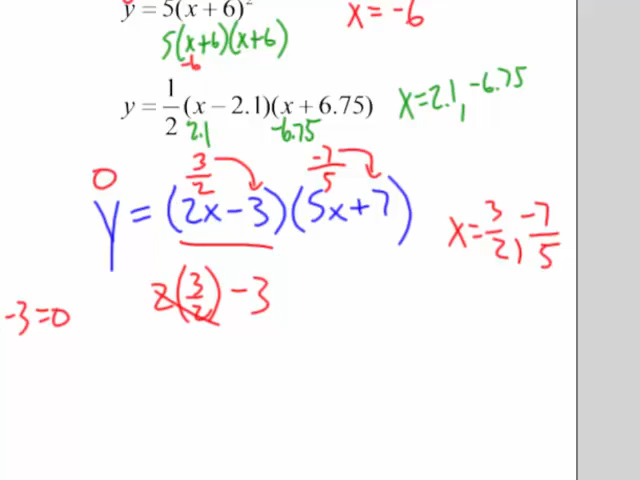 y = 5(x + 6)² x = -6
5(x+6)(x+6)
-6
y = 1/2 (x − 2.1)(x + 6.75) x = 2.1, -6.75
2.1 -6.75
0 3/2 -7/5
y = (2x − 3)(5x + 7) x = 3/2, -7/5
-3 = 0 2(3/2) − 3